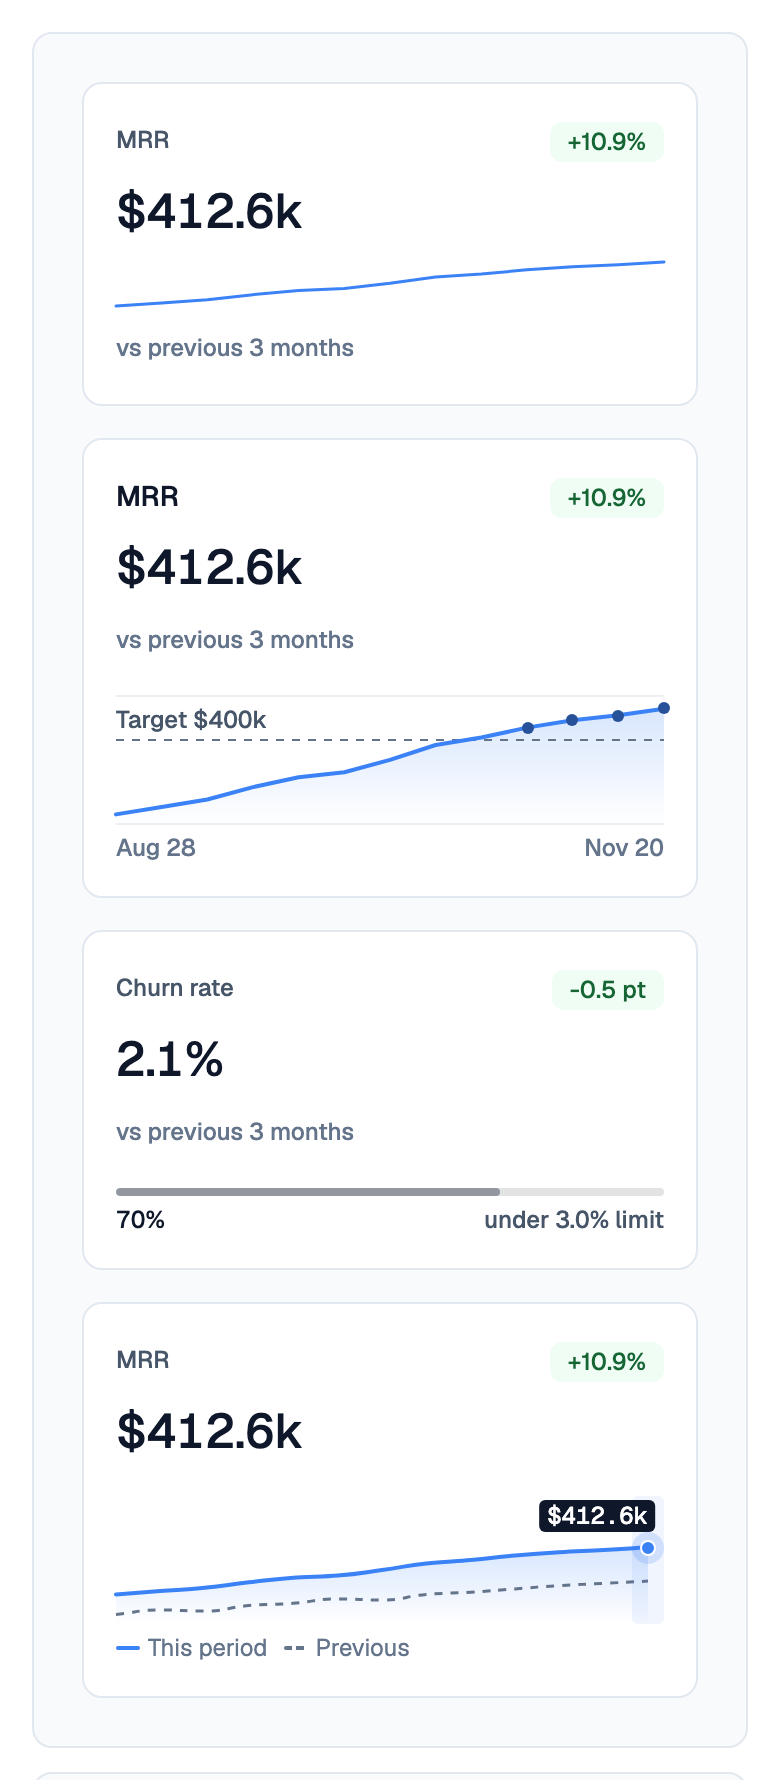 MRR
+10.9%
$412.6k
vs previous 3 months
MRR
+10.9%
$412.6k
vs previous 3 months
Target $400k
Aug 28
Nov 20
Churn rate
-0.5 pt
2.1%
vs previous 3 months
70%
under 3.0% limit
MRR
+10.9%
$412.6k
$412.6k
This period
Previous